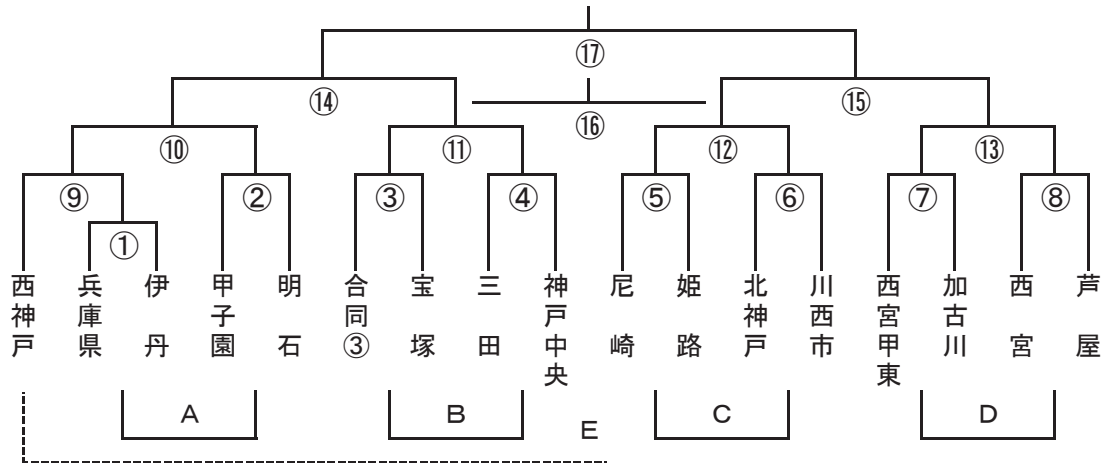 ⑰
⑭
⑯
⑮
⑩
⑪
⑫
⑬
⑨
②
③
④
⑤
⑥
⑦
⑧
①
西神戸
兵庫県
伊丹
甲子園
明石
合同③
宝塚
三田
神戸中央
尼崎
姫路
北神戸
川西市
西宮甲東
加古川
西宮
芦屋
A
B
C
D
E